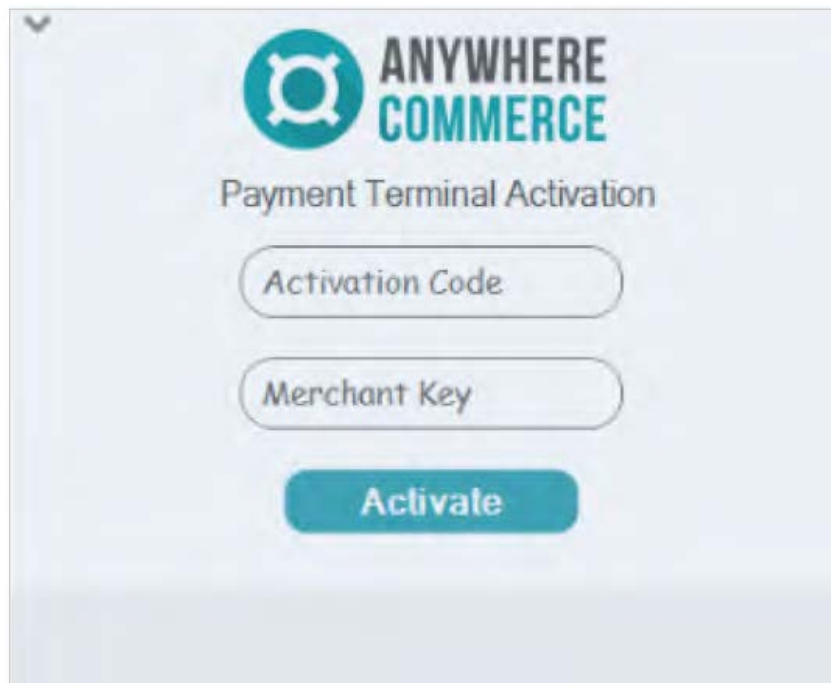 ANYWHERE
COMMERCE
Payment Terminal Activation
Activation Code
Merchant Key
Activate